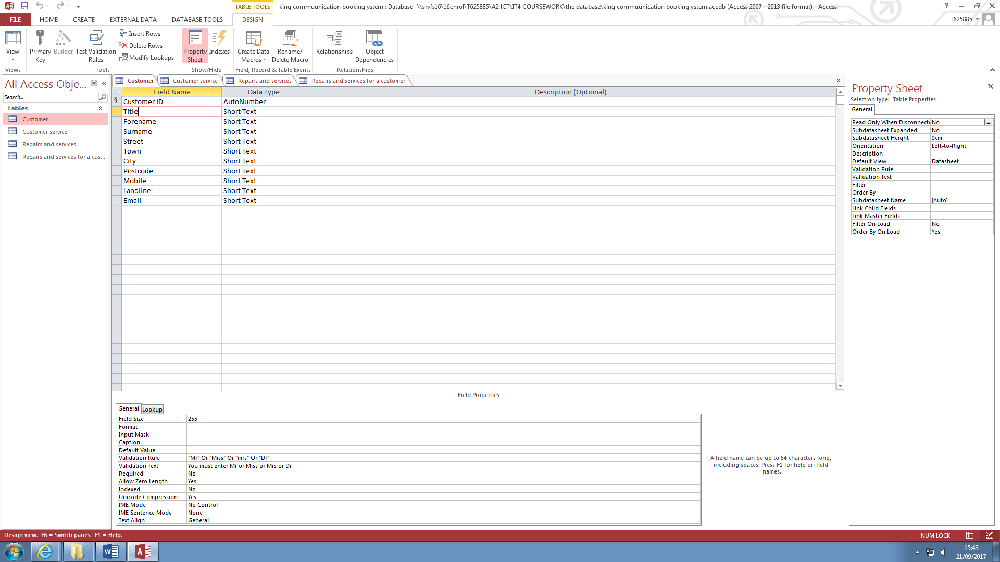 TABLE TOOLS
king commuunication booking ystem : Database- \\srvfs16\16enrol\T625885\A2 ICT\IT4 COURSEWORK\the database\king commuunication booking ystem.accdb (Access 2007 - 2013 file format) - Access
FILE HOME CREATE EXTERNAL DATA DATABASE TOOLS DESIGN T625885
View
Primary Key
Builder
Test Validation Rules
Insert Rows
Delete Rows
Modify Lookups
Property Sheet
Indexes
Create Data Macros
Rename/ Delete Macro
Relationships
Object Dependencies
Views Tools Show/Hide Field, Record & Table Events Relationships
All Access Obje...
Search...
Tables
Customer
Customer service
Repairs and services
Repairs and services for a cus...
Customer Customer service Repairs and services Repairs and services for a customer
Field Name Data Type Description (Optional)
Customer ID AutoNumber
Title Short Text
Forename Short Text
Surname Short Text
Street Short Text
Town Short Text
City Short Text
Postcode Short Text
Mobile Short Text
Landline Short Text
Email Short Text
Field Properties
General Lookup
Field Size 255
Format
Input Mask
Caption
Default Value
Validation Rule "Mr" Or "Miss" Or "mrs" Or "Dr"
Validation Text You must enter Mr or Miss or Mrs or Dr
Required No
Allow Zero Length Yes
Indexed No
Unicode Compression Yes
IME Mode No Control
IME Sentence Mode None
Text Align General
A field name can be up to 64 characters long,
including spaces. Press F1 for help on field
names.
Property Sheet
Selection type: Table Properties
General
Read Only When Disconnecte No
Subdatasheet Expanded No
Subdatasheet Height 0cm
Orientation Left-to-Right
Description
Default View Datasheet
Validation Rule
Validation Text
Filter
Order By
Subdatasheet Name [Auto]
Link Child Fields
Link Master Fields
Filter On Load No
Order By On Load Yes
Design view. F6 = Switch panes. F1 = Help.
NUM LOCK
15:43
21/09/2017